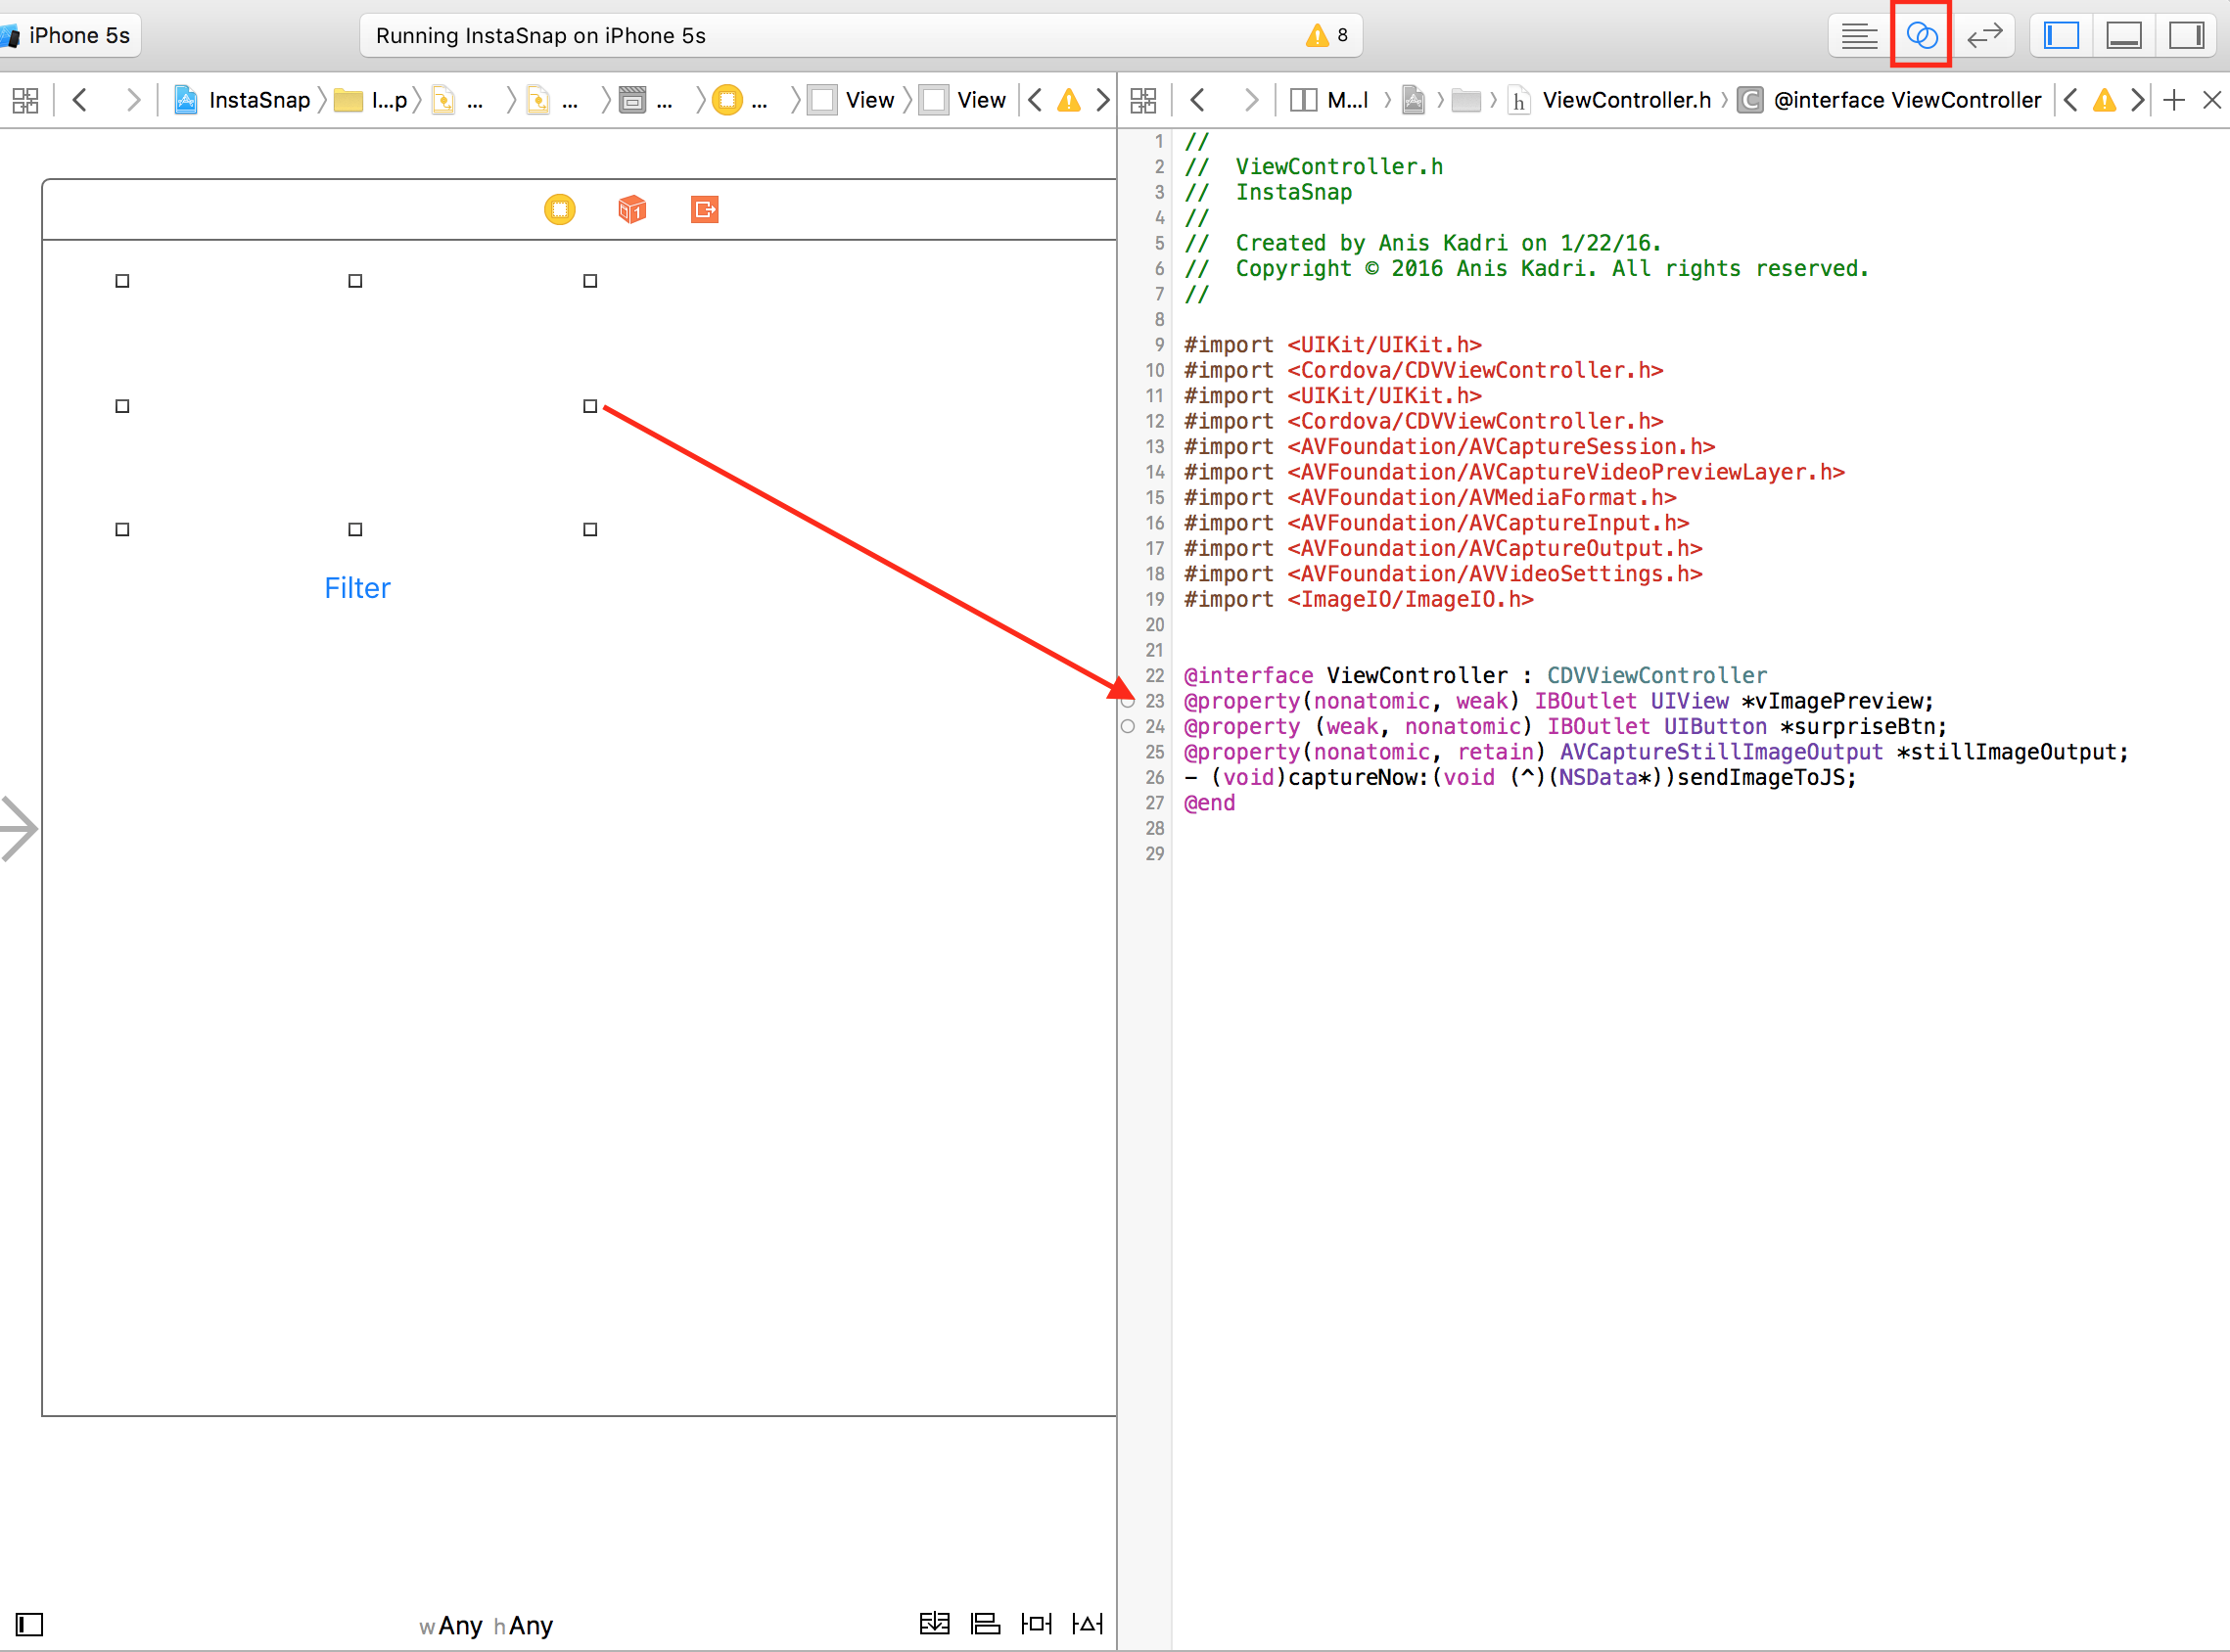 iPhone 5s
Running InstaSnap on iPhone 5s
8
InstaSnap I...p ... ... ... ... View View
M...l h ViewController.h C @interface ViewController
1 //
2 //  ViewController.h
3 //  InstaSnap
4 //
5 //  Created by Anis Kadri on 1/22/16.
6 //  Copyright © 2016 Anis Kadri. All rights reserved.
7 //
8
9 #import <UIKit/UIKit.h>
10 #import <Cordova/CDVViewController.h>
11 #import <UIKit/UIKit.h>
12 #import <Cordova/CDVViewController.h>
13 #import <AVFoundation/AVCaptureSession.h>
14 #import <AVFoundation/AVCaptureVideoPreviewLayer.h>
15 #import <AVFoundation/AVMediaFormat.h>
16 #import <AVFoundation/AVCaptureInput.h>
17 #import <AVFoundation/AVCaptureOutput.h>
18 #import <AVFoundation/AVVideoSettings.h>
19 #import <ImageIO/ImageIO.h>
20
21
22 @interface ViewController : CDVViewController
23 @property(nonatomic, weak) IBOutlet UIView *vImagePreview;
24 @property (weak, nonatomic) IBOutlet UIButton *surpriseBtn;
25 @property(nonatomic, retain) AVCaptureStillImageOutput *stillImageOutput;
26 - (void)captureNow:(void (^)(NSData*))sendImageToJS;
27 @end
28
29
Filter
wAny hAny